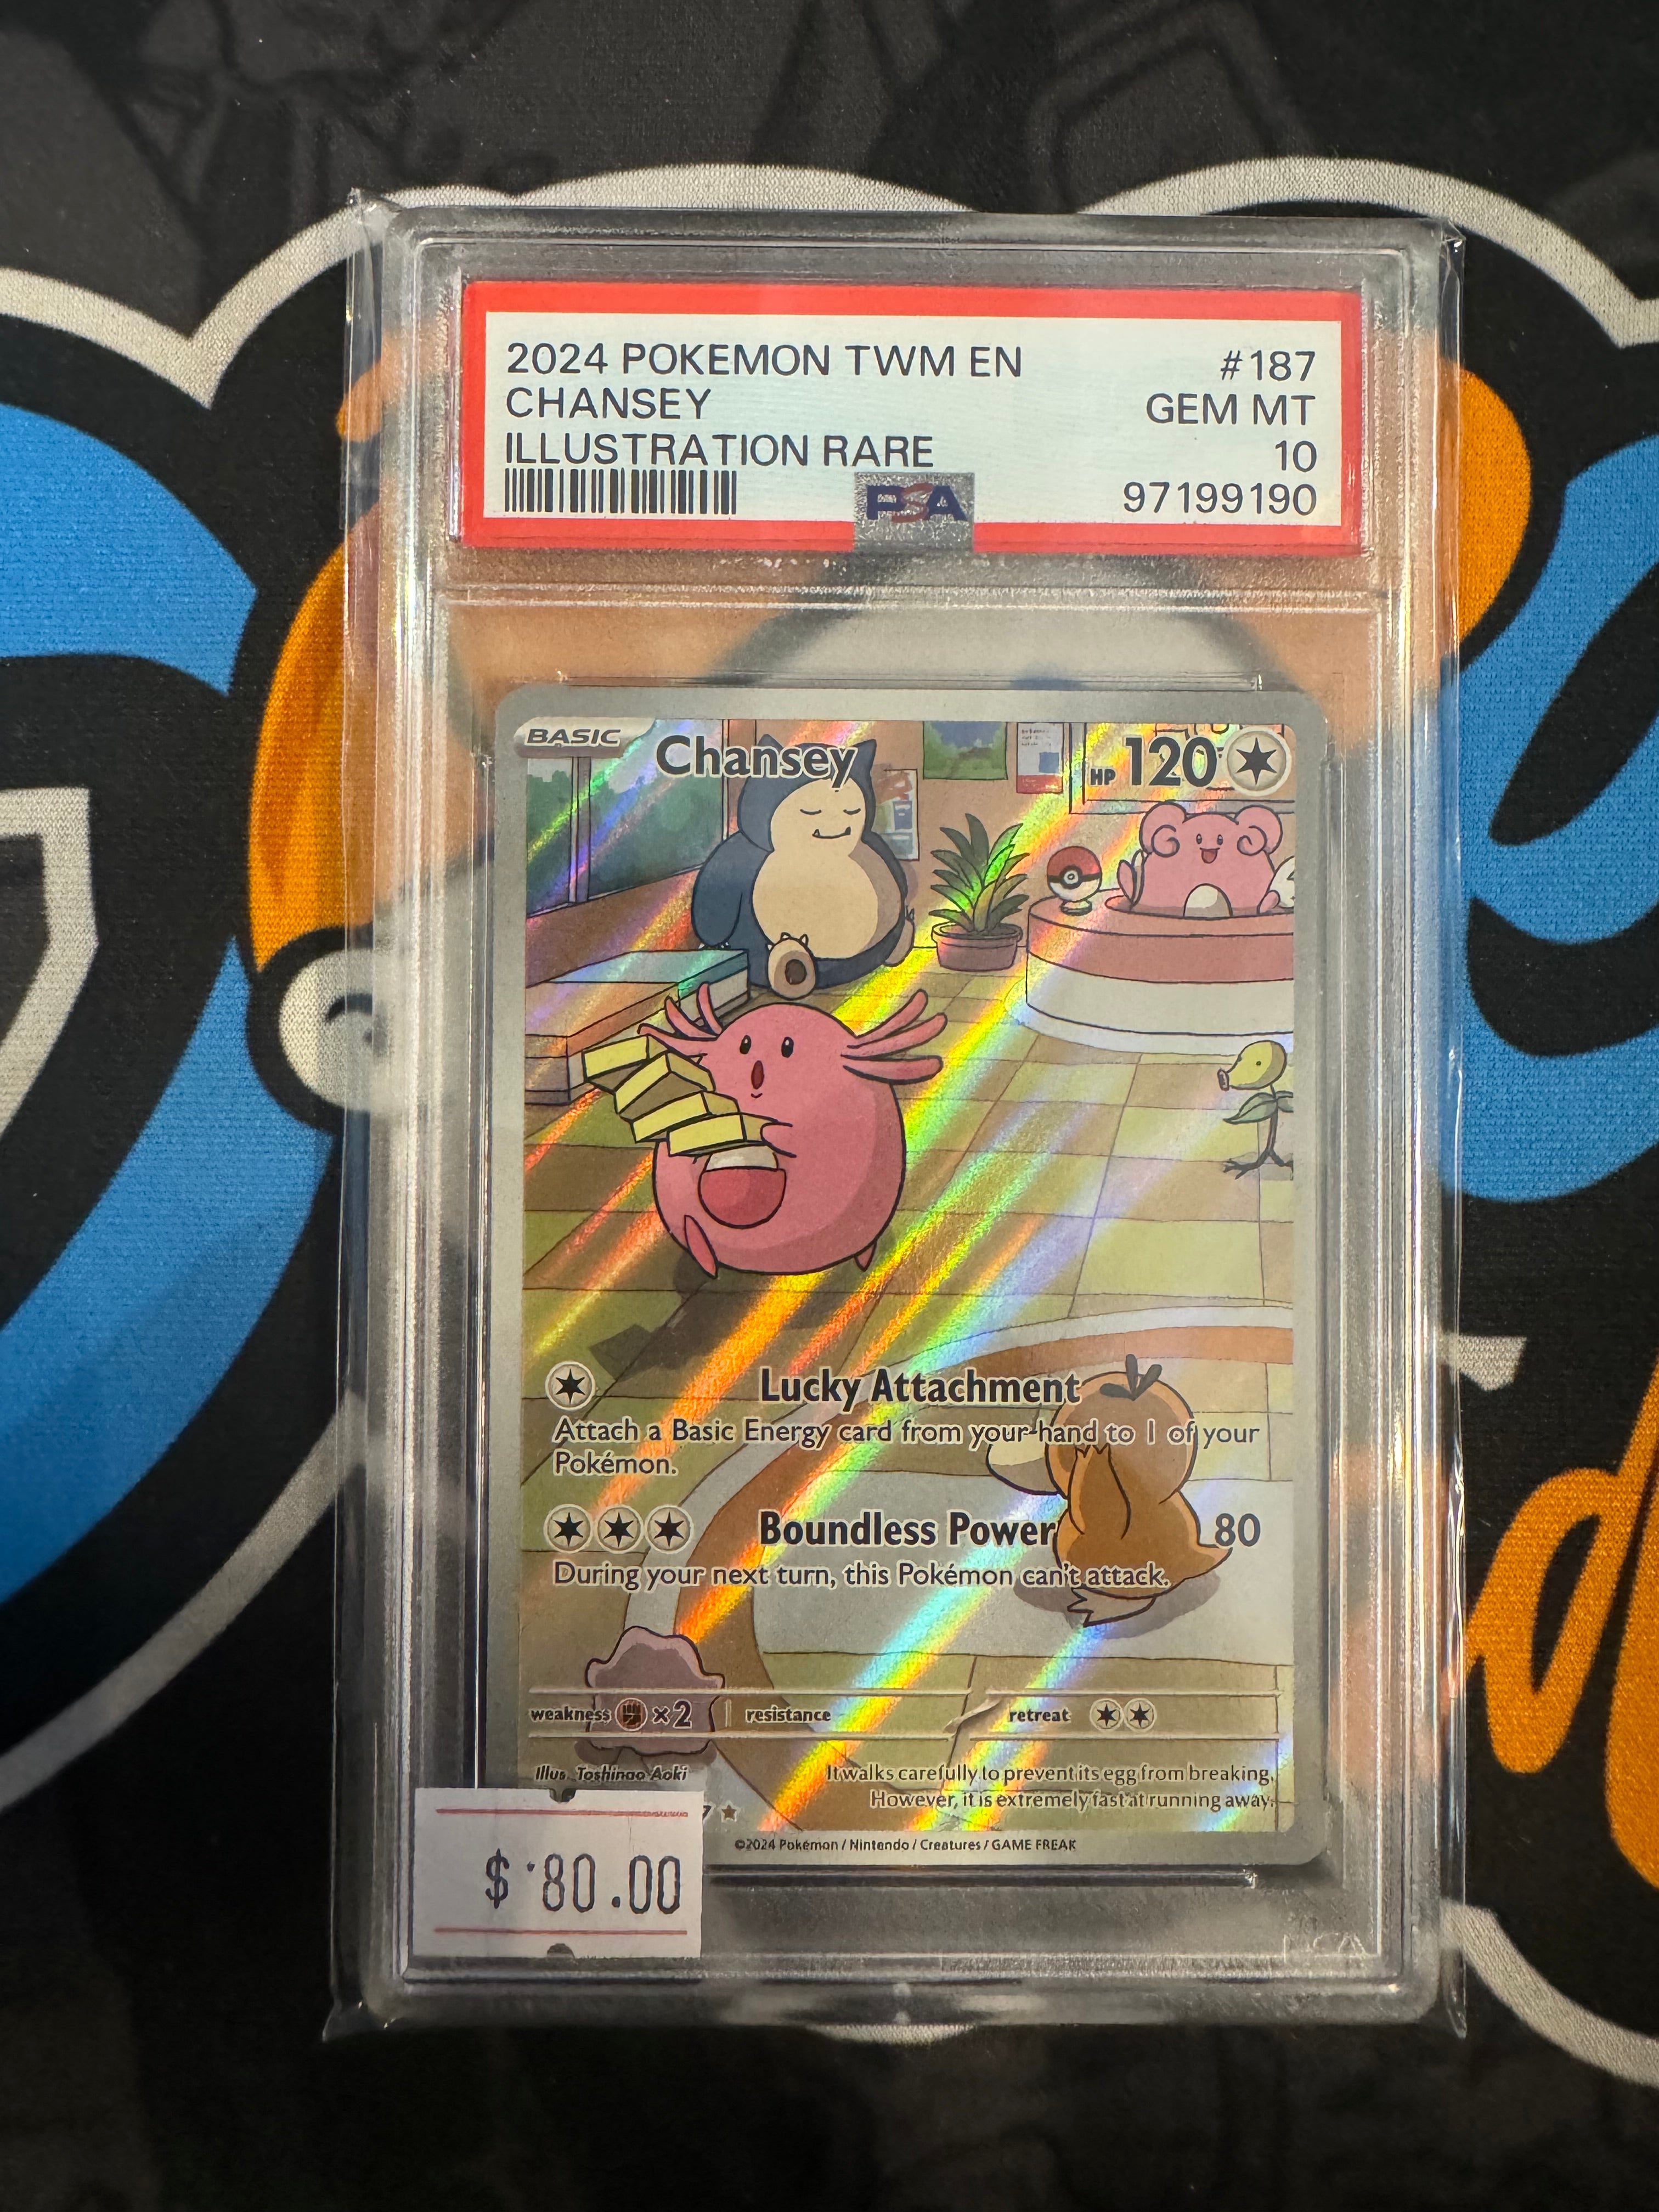 2024 POKEMON TWM EN #187
CHANSEY GEM MT
ILLUSTRATION RARE 10
PSA 97199190
BASIC Chansey HP 120
Lucky Attachment
Attach a Basic Energy card from your hand to 1 of your
Pokémon.
Boundless Power 80
During your next turn, this Pokémon can't attack.
weakness ×2 resistance retreat
Illus. Toshinao Aoki It walks carefully to prevent its egg from breaking.
However, it is extremely fast at running away.
7
©2024 Pokémon / Nintendo / Creatures / GAME FREAK
$ 80.00